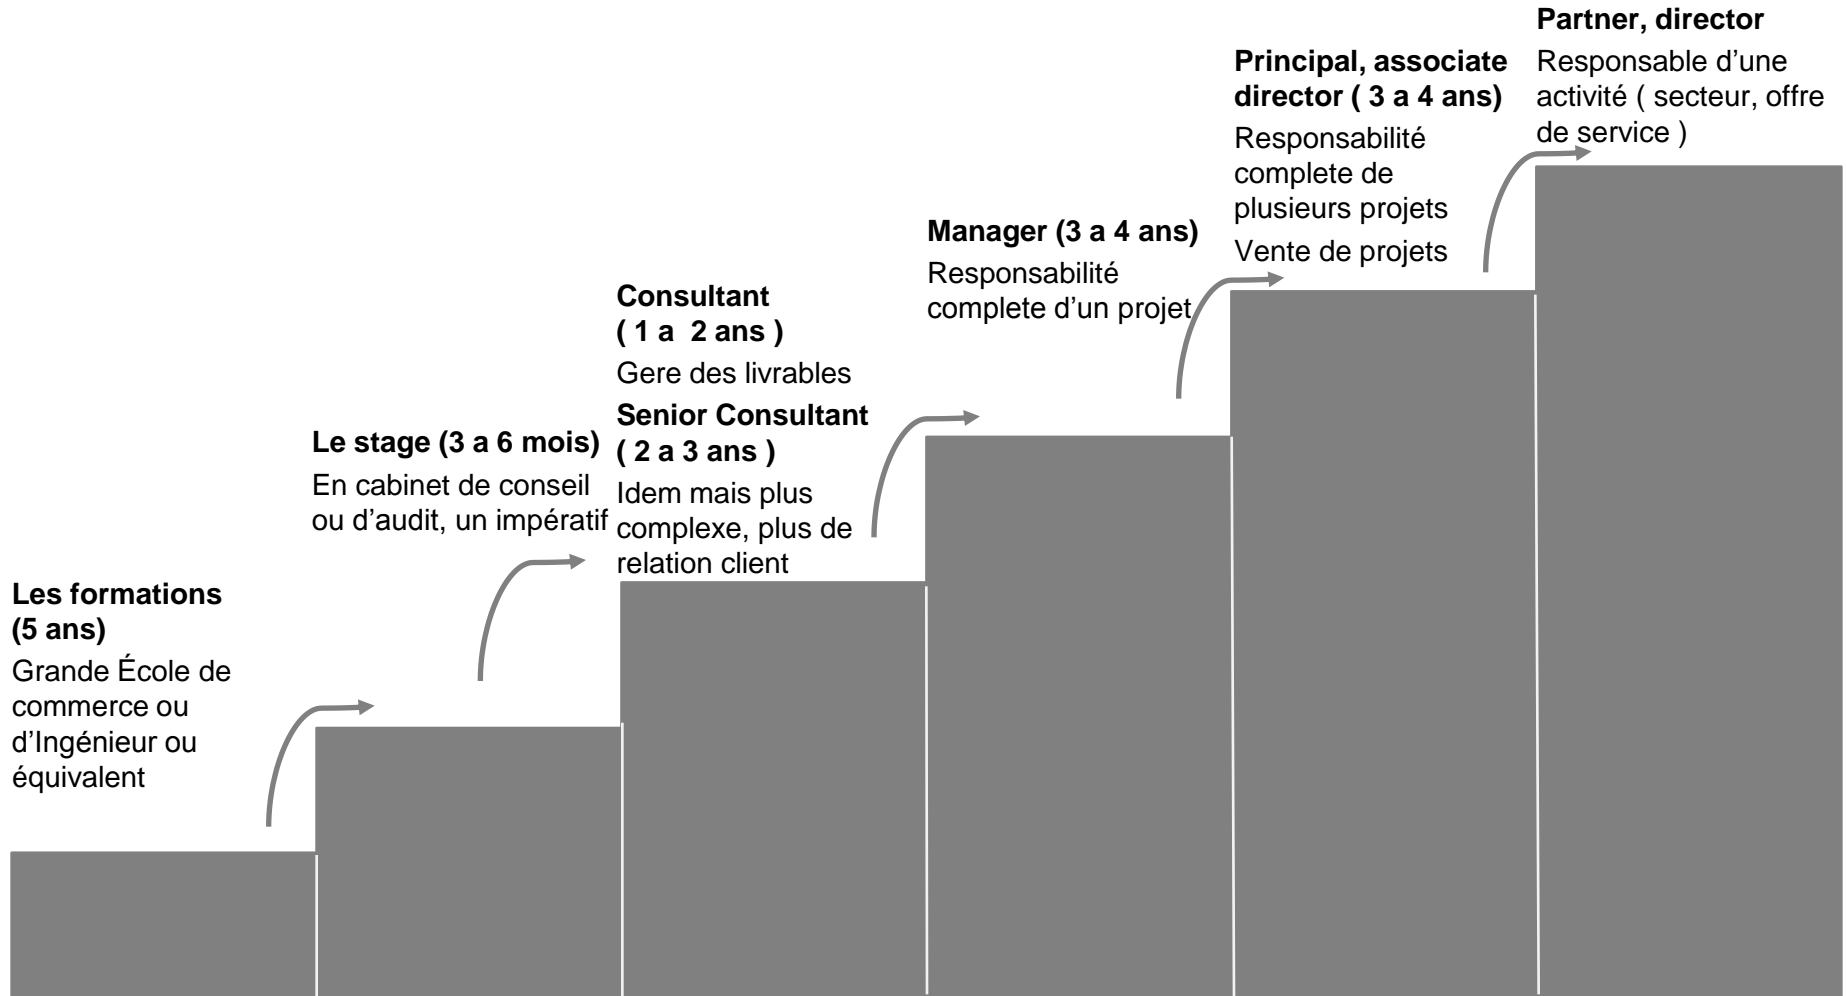 Les formations
(5 ans)
Grande École de
commerce ou
d'Ingénieur ou
équivalent
Le stage (3 a 6 mois)
En cabinet de conseil
ou d'audit, un impératif
Consultant
( 1 a  2 ans )
Gere des livrables
Senior Consultant
( 2 a 3 ans )
Idem mais plus
complexe, plus de
relation client
Manager (3 a 4 ans)
Responsabilité
complete d'un projet
Principal, associate
director ( 3 a 4 ans)
Responsabilité
complete de
plusieurs projets
Vente de projets
Partner, director
Responsable d'une
activité ( secteur, offre
de service )